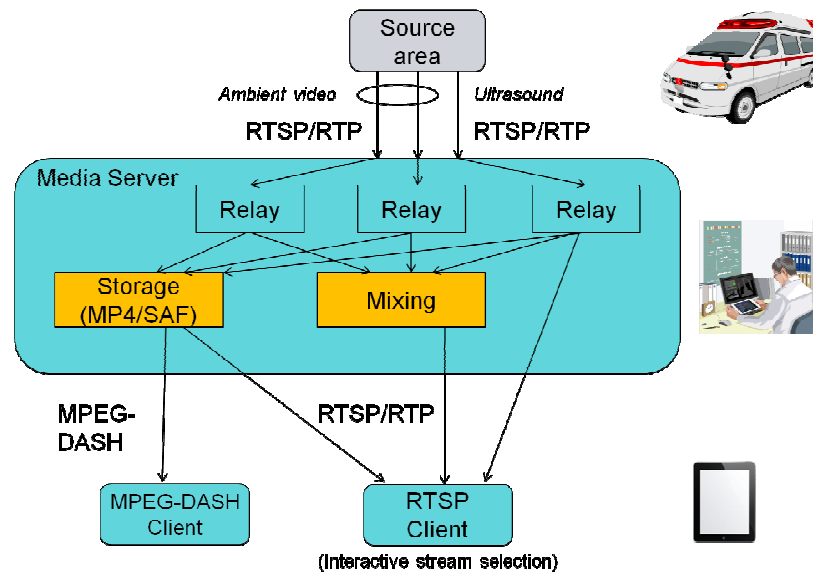 Source
area
Ambient video
Ultrasound
RTSP/RTP
RTSP/RTP
Media Server
Relay
Relay
Relay
Storage
(MP4/SAF)
Mixing
MPEG-
DASH
RTSP/RTP
MPEG-DASH
Client
RTSP
Client
(Interactive stream selection)